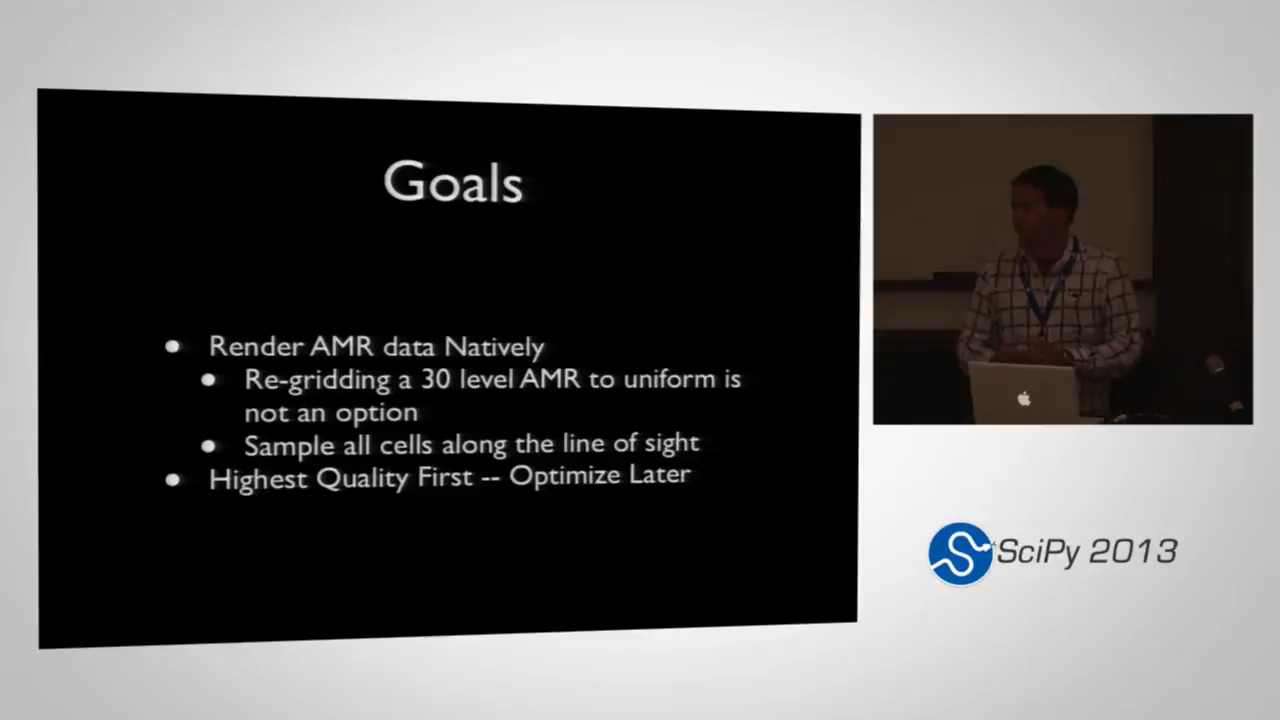 Goals
Render AMR data Natively
Re-gridding a 30 level AMR to uniform is
not an option
Sample all cells along the line of sight
Highest Quality First -- Optimize Later
SciPy 2013